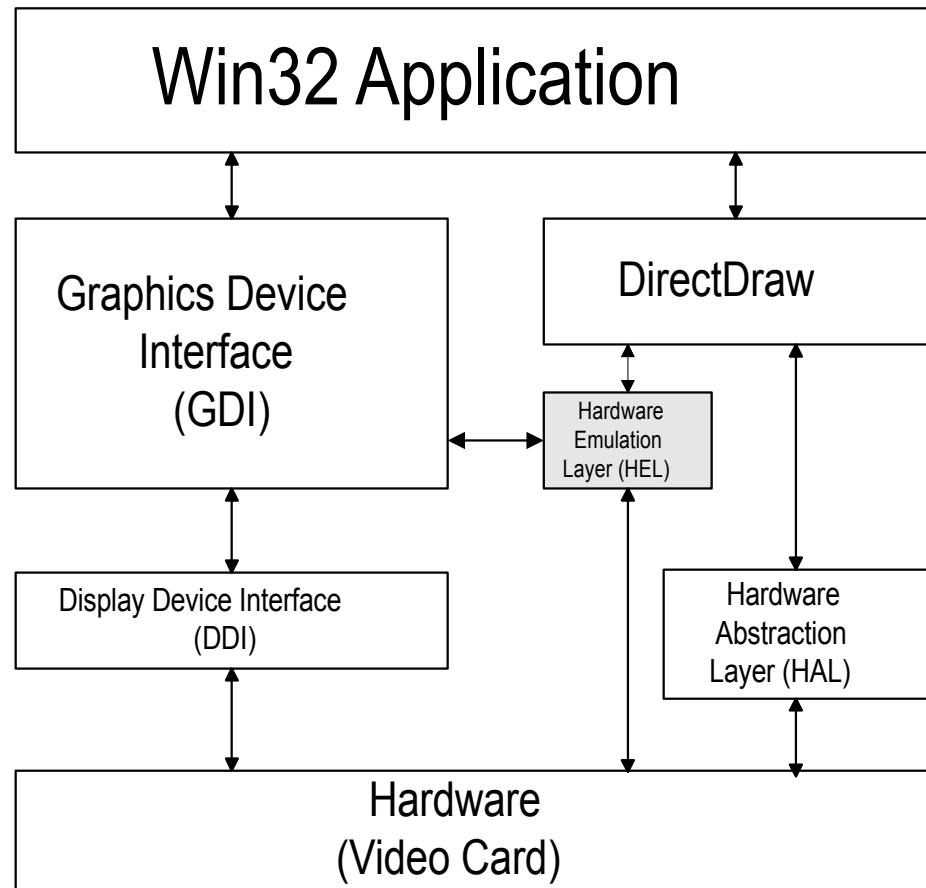 Win32 Application
Graphics Device
Interface
(GDI)
DirectDraw
Hardware
Emulation
Layer (HEL)
Display Device Interface
(DDI)
Hardware
Abstraction
Layer (HAL)
Hardware
(Video Card)